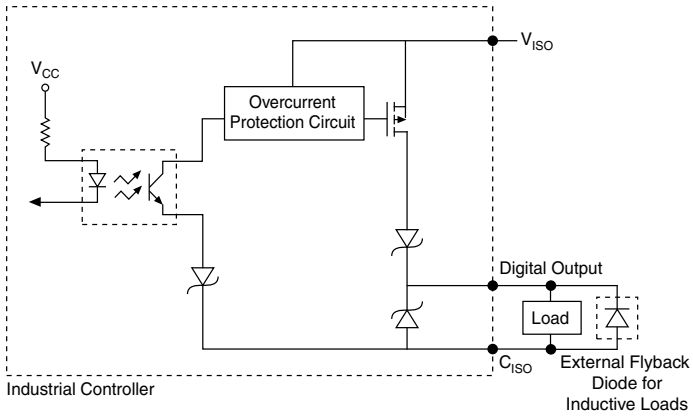 V_CC
Overcurrent
Protection Circuit
V_ISO
Digital Output
Load
C_ISO
External Flyback
Diode for
Inductive Loads
Industrial Controller